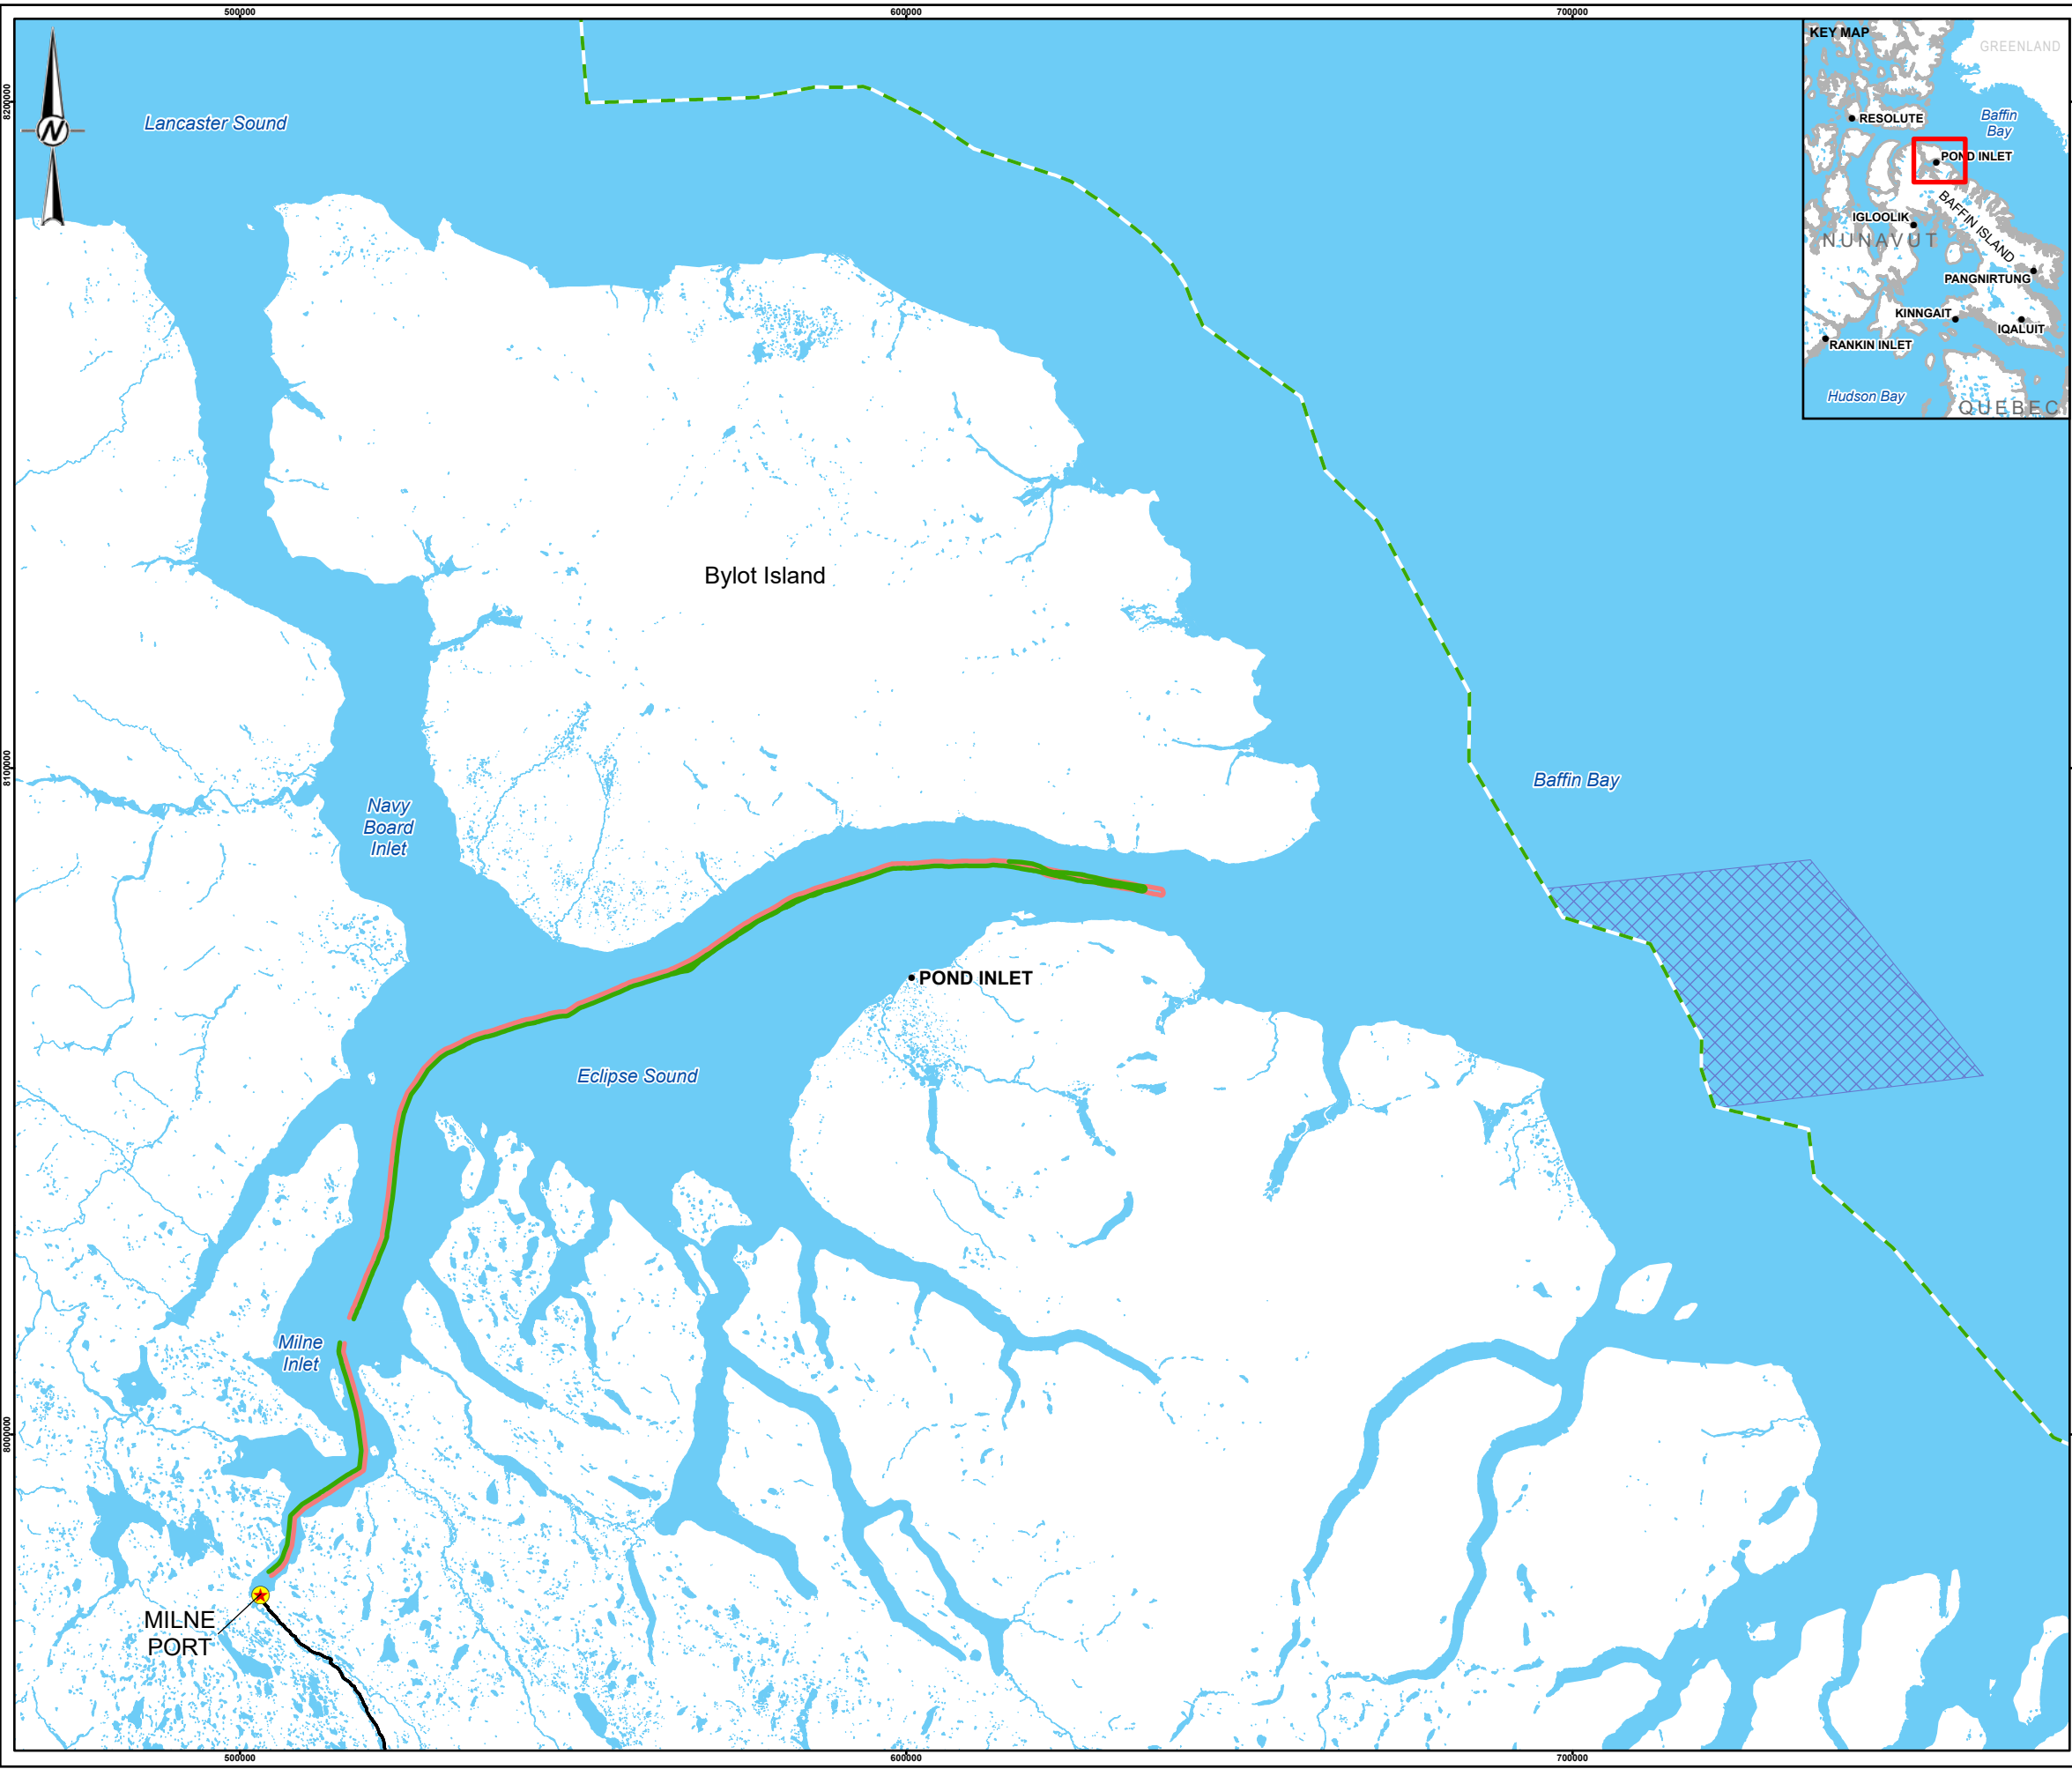 500000
600000
700000
8200000
8100000
8000000
N
Lancaster Sound
KEY MAP
GREENLAND
RESOLUTE
Baffin
Bay
POND INLET
BAFFIN ISLAND
IGLOOLIK
NUNAVUT
PANGNIRTUNG
KINNGAIT
IQALUIT
RANKIN INLET
Hudson Bay
QUEBEC
Bylot Island
Baffin Bay
Navy
Board
Inlet
POND INLET
Eclipse Sound
Milne
Inlet
MILNE
PORT
500000
600000
700000